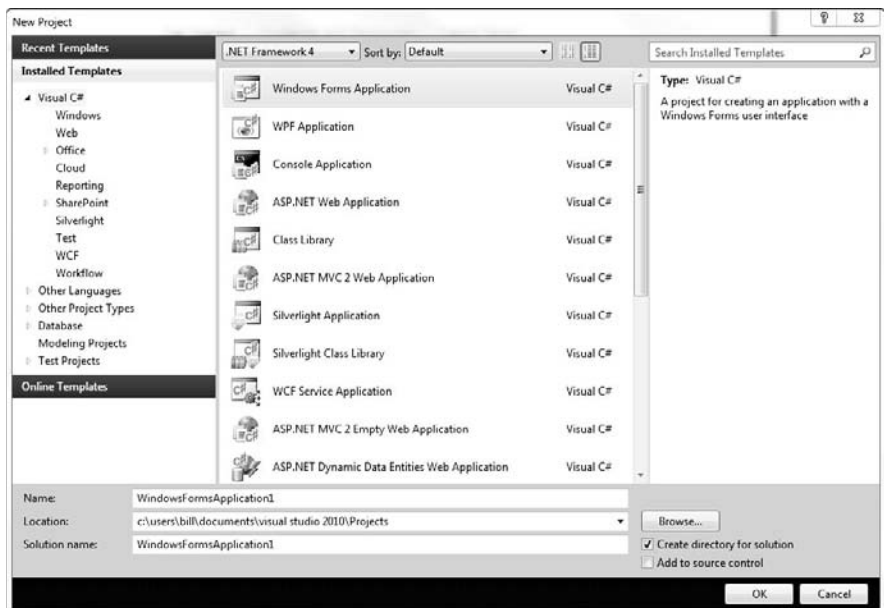 New Project
Recent Templates
Installed Templates
Visual C#
Windows
Web
Office
Cloud
Reporting
SharePoint
Silverlight
Test
WCF
Workflow
Other Languages
Other Project Types
Database
Modeling Projects
Test Projects
Online Templates
.NET Framework 4 Sort by: Default
Windows Forms Application Visual C#
WPF Application Visual C#
Console Application Visual C#
ASP.NET Web Application Visual C#
Class Library Visual C#
ASP.NET MVC 2 Web Application Visual C#
Silverlight Application Visual C#
Silverlight Class Library Visual C#
WCF Service Application Visual C#
ASP.NET MVC 2 Empty Web Application Visual C#
ASP.NET Dynamic Data Entities Web Application Visual C#
Search Installed Templates
Type: Visual C#
A project for creating an application with a
Windows Forms user interface
Name: WindowsFormsApplication1
Location: c:\users\bill\documents\visual studio 2010\Projects Browse...
Solution name: WindowsFormsApplication1 Create directory for solution
Add to source control
OK Cancel